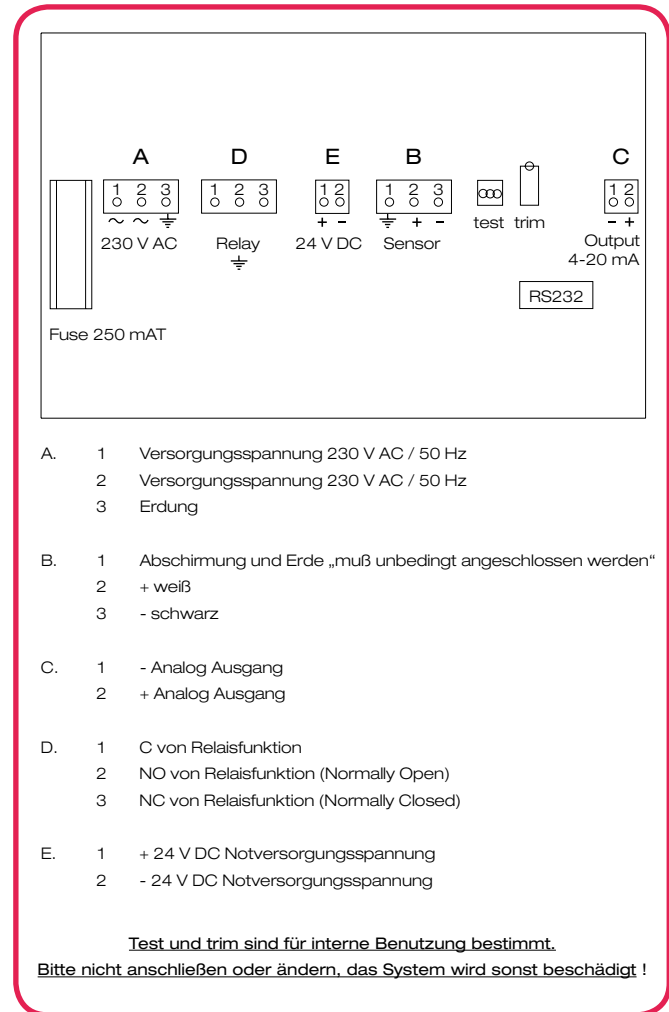 A D E B C
1 2 3 1 2 3 1 2 1 2 3 1 2
~ ~ + - + - - +
230 V AC Relay 24 V DC Sensor test trim Output
4-20 mA
RS232
Fuse 250 mAT
A. 1 Versorgungsspannung 230 V AC / 50 Hz
2 Versorgungsspannung 230 V AC / 50 Hz
3 Erdung
B. 1 Abschirmung und Erde „muß unbedingt angeschlossen werden“
2 + weiß
3 - schwarz
C. 1 - Analog Ausgang
2 + Analog Ausgang
D. 1 C von Relaisfunktion
2 NO von Relaisfunktion (Normally Open)
3 NC von Relaisfunktion (Normally Closed)
E. 1 + 24 V DC Notversorgungsspannung
2 - 24 V DC Notversorgungsspannung
Test und trim sind für interne Benutzung bestimmt.
Bitte nicht anschließen oder ändern, das System wird sonst beschädigt !